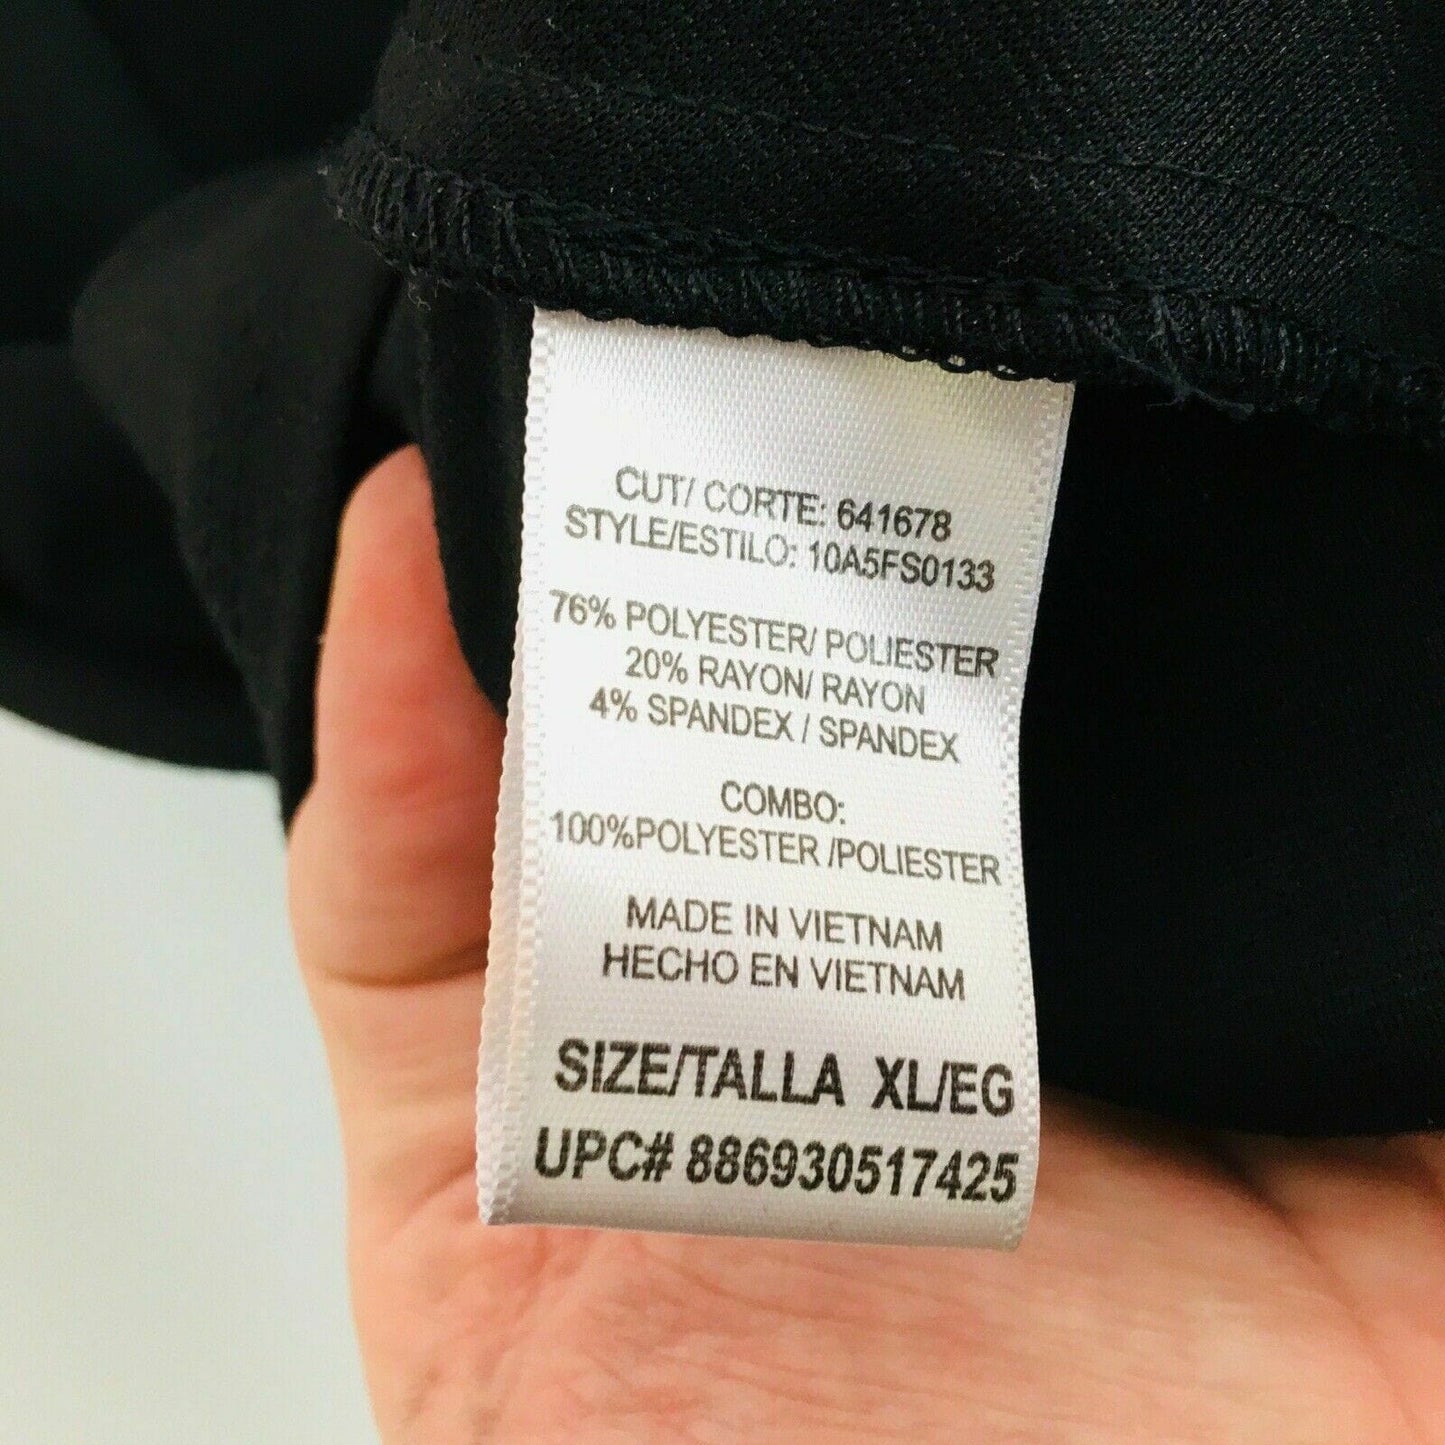 CUT/ CORTE: 641678
STYLE/ESTILO: 10A5FS0133
76% POLYESTER/ POLIESTER
20% RAYON/ RAYON
4% SPANDEX / SPANDEX
COMBO:
100%POLYESTER /POLIESTER
MADE IN VIETNAM
HECHO EN VIETNAM
SIZE/TALLA XL/EG
UPC# 886930517425